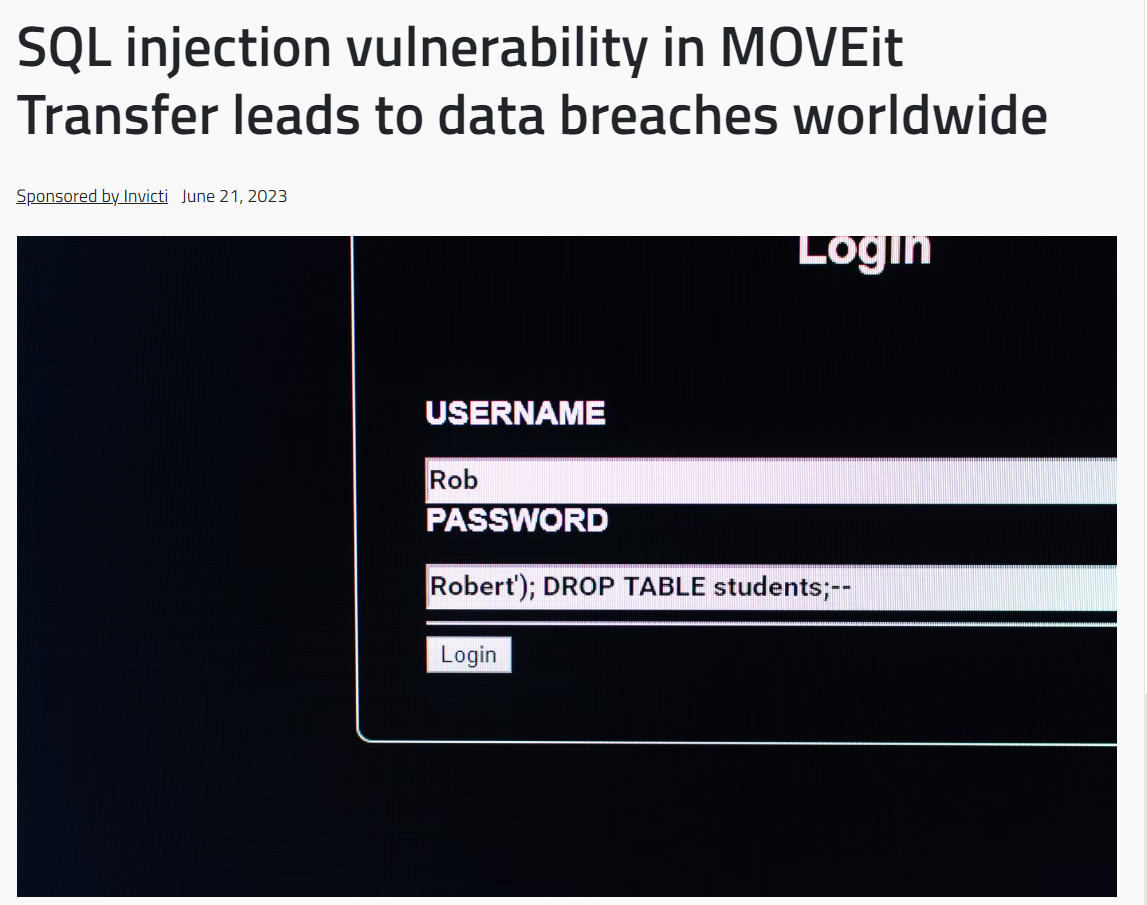 SQL injection vulnerability in MOVEit
Transfer leads to data breaches worldwide
Sponsored by Invicti June 21, 2023
Login
USERNAME
Rob
PASSWORD
Robert'); DROP TABLE students;--
Login